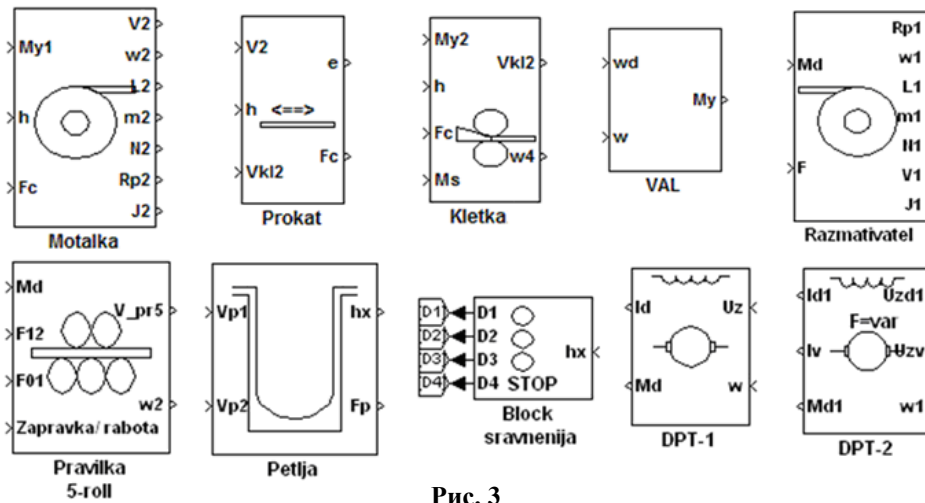 My1
h
Fc
V2
w2
L2
m2
N2
Rp2
J2
Motalka
V2
h <==>
Vkl2
e
Fc
Prokat
My2
h
Fc
Ms
Vkl2
w4
Kletka
wd
w
My
VAL
Md
F
Rp1
w1
L1
m1
N1
V1
J1
Razmativatel
Md
F12
F01
Zapravka/ rabota
V_pr5
w2
Pravilka
5-roll
Vp1
Vp2
hx
Fp
Petlja
D1 D1
D2 D2
D3 D3
D4 D4 STOP
hx
Block
sravnenija
Id
Md
Uz
w
DPT-1
Id1
Iv
Md1
F=var
Uzd1
Uzv
w1
DPT-2
Рис. 3